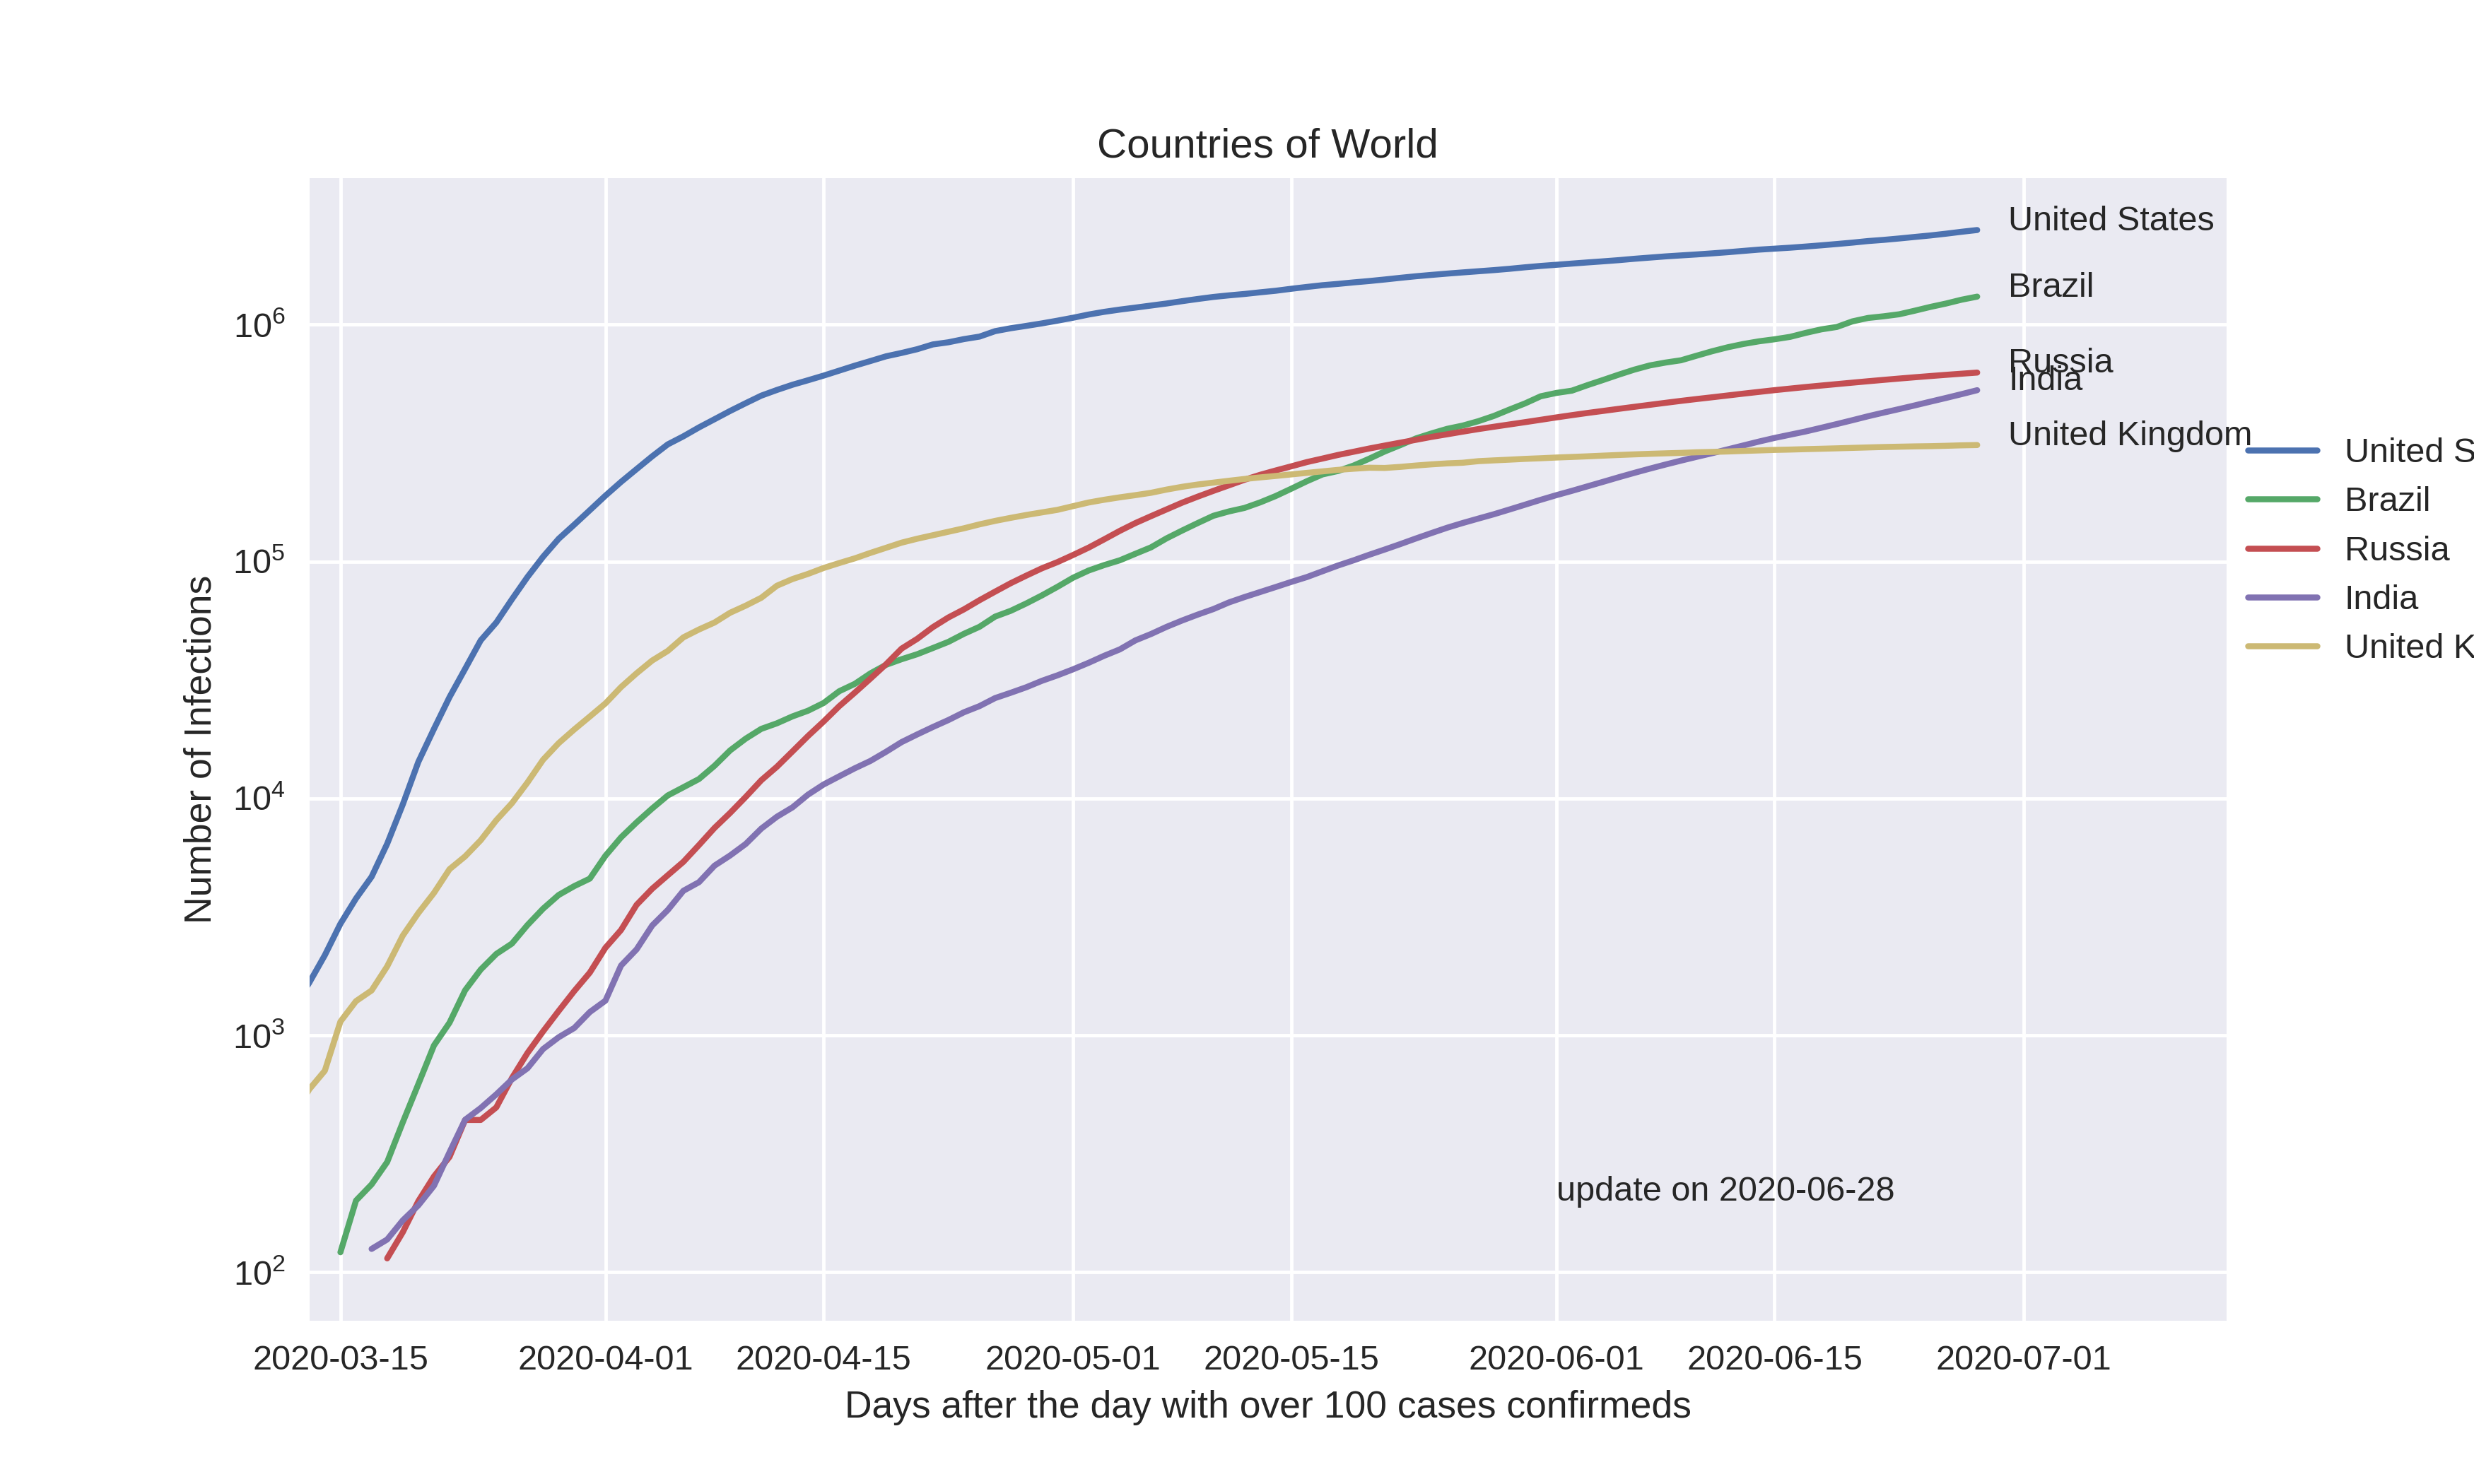 Countries of World
Number of Infections
10^6
10^5
10^4
10^3
10^2
United States
Brazil
Russia
India
United Kingdom
United S
Brazil
Russia
India
United K
update on 2020-06-28
2020-03-15 2020-04-01 2020-04-15 2020-05-01 2020-05-15 2020-06-01 2020-06-15 2020-07-01
Days after the day with over 100 cases confirmeds